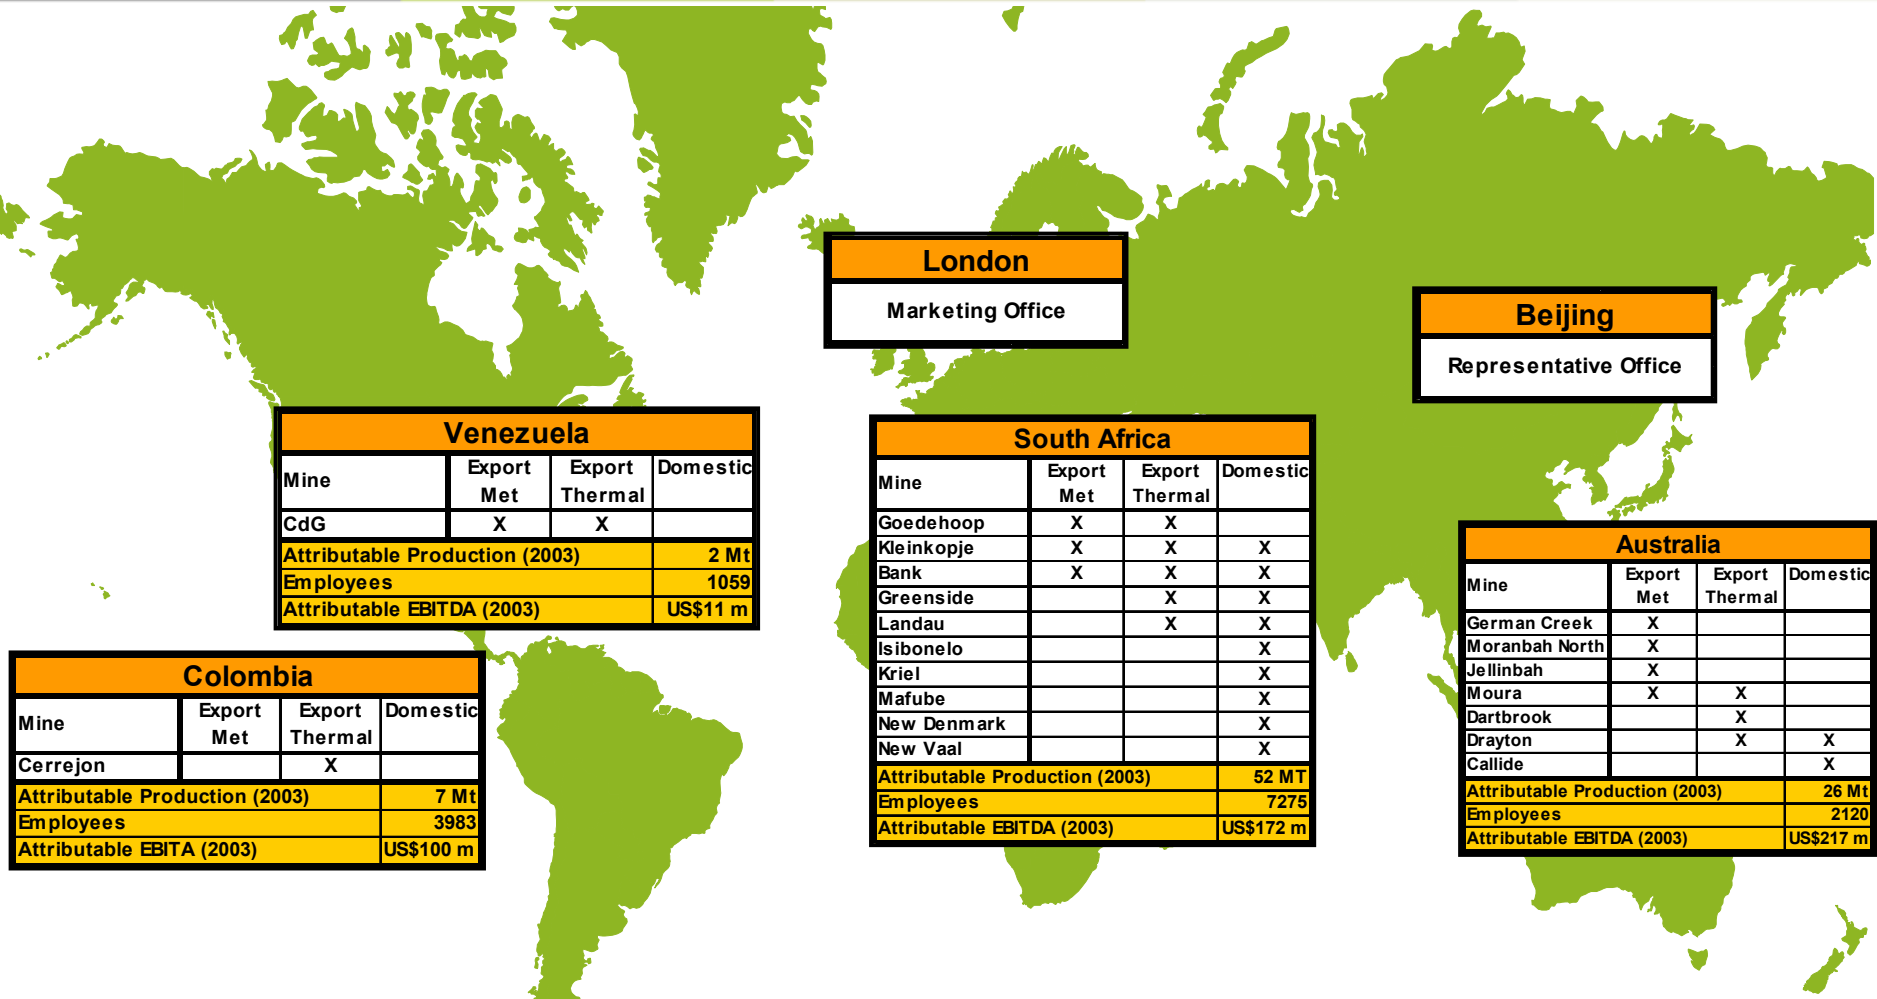 London
Marketing Office
Beijing
Representative Office
Venezuela
Mine Export Met Export Thermal Domestic
CdG X X
Attributable Production (2003) 2 Mt
Employees 1059
Attributable EBITDA (2003) US$11 m
Colombia
Mine Export Met Export Thermal Domestic
Cerrejon X
Attributable Production (2003) 7 Mt
Employees 3983
Attributable EBITA (2003) US$100 m
South Africa
Mine Export Met Export Thermal Domestic
Goedehoop X X
Kleinkopje X X X
Bank X X X
Greenside X X
Landau X X
Isibonelo X
Kriel X
Mafube X
New Denmark X
New Vaal X
Attributable Production (2003) 52 MT
Employees 7275
Attributable EBITDA (2003) US$172 m
Australia
Mine Export Met Export Thermal Domestic
German Creek X
Moranbah North X
Jellinbah X
Moura X X
Dartbrook X
Drayton X X
Callide X
Attributable Production (2003) 26 Mt
Employees 2120
Attributable EBITDA (2003) US$217 m